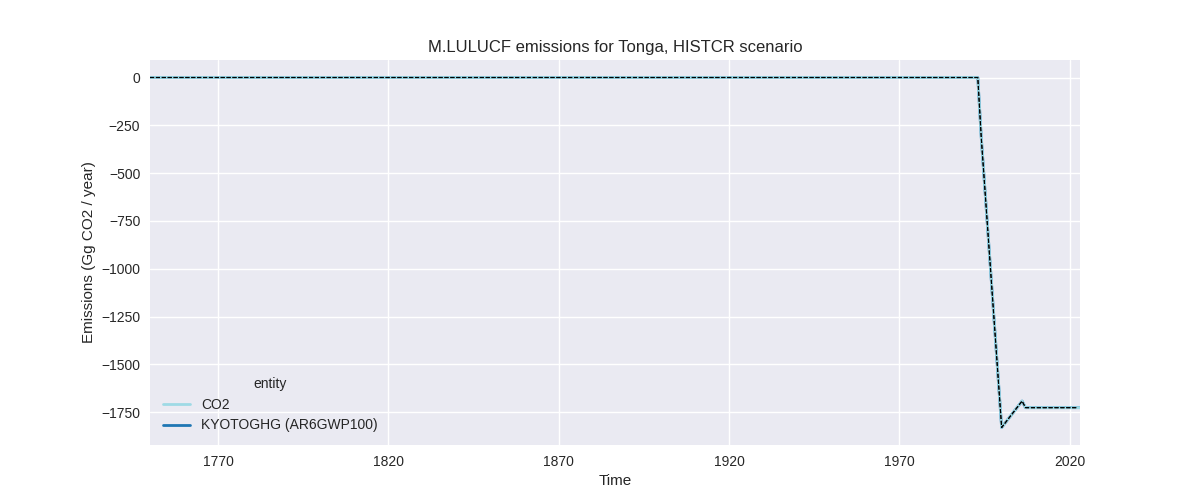 M.LULUCF emissions for Tonga, HISTCR scenario
Emissions (Gg CO2 / year)
0
−250
−500
−750
−1000
−1250
−1500
−1750
entity
CO2
KYOTOGHG (AR6GWP100)
1770 1820 1870 1920 1970 2020
Time